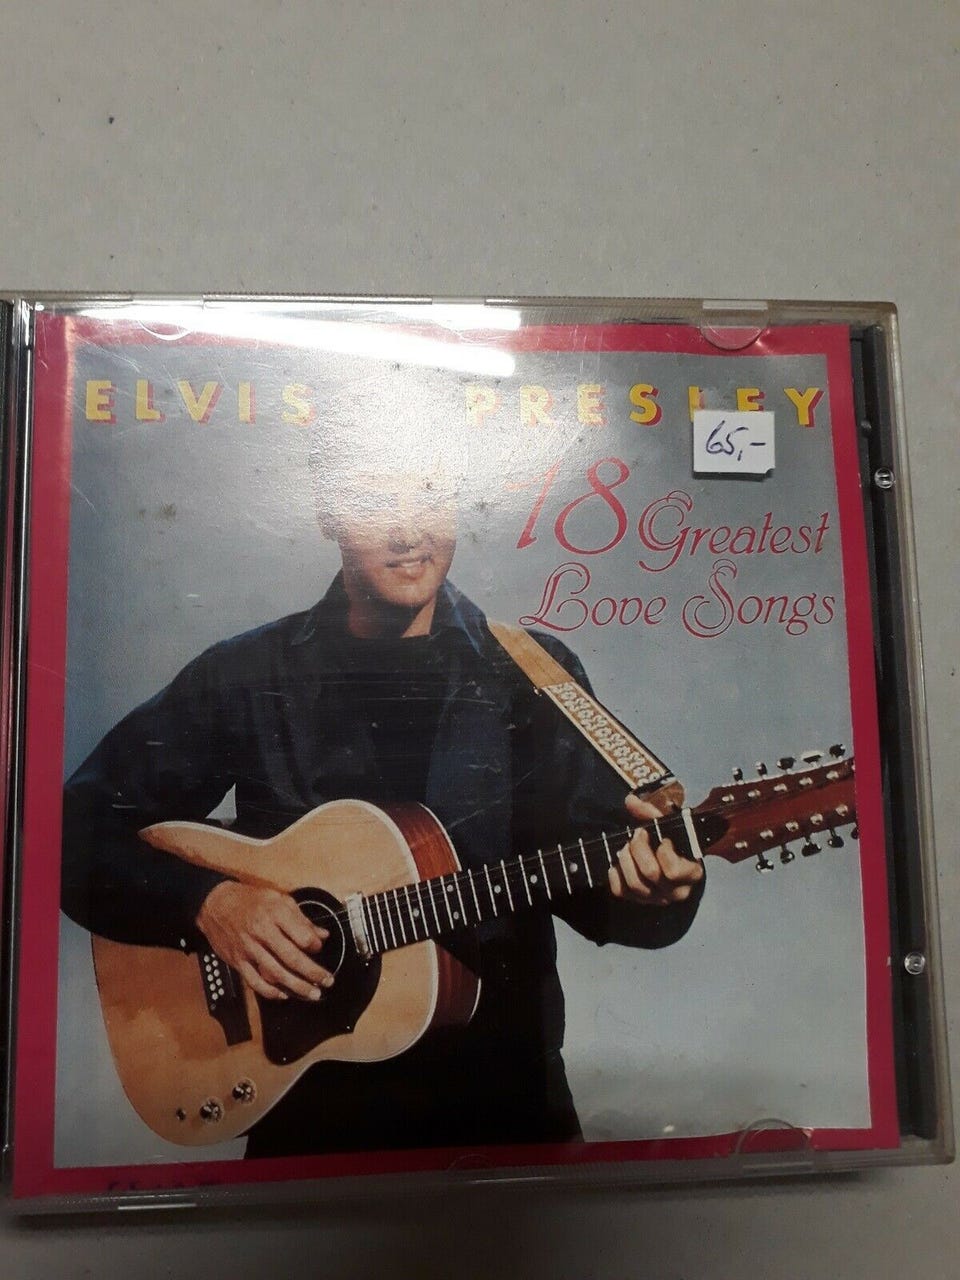 ELVIS PRESLEY
65,-
18 Greatest
Love Songs